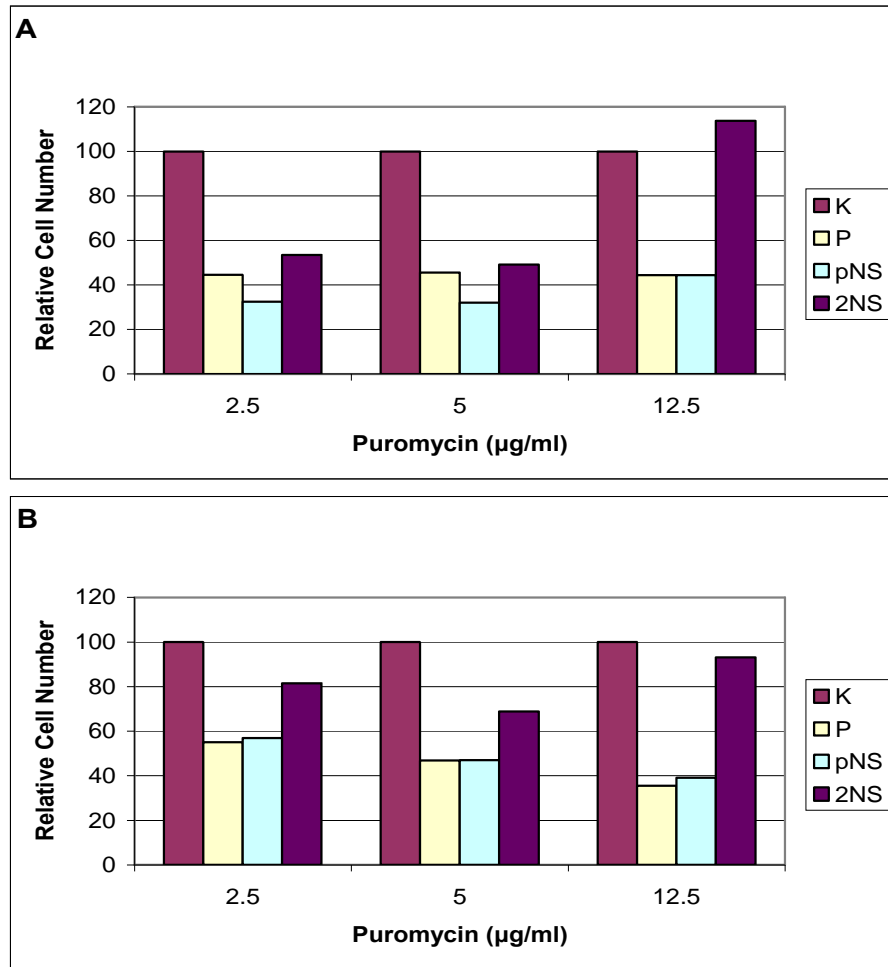 A
Relative Cell Number
120
100
80
60
40
20
0
2.5 5 12.5
Puromycin (µg/ml)
K
P
pNS
2NS
B
Relative Cell Number
120
100
80
60
40
20
0
2.5 5 12.5
Puromycin (µg/ml)
K
P
pNS
2NS